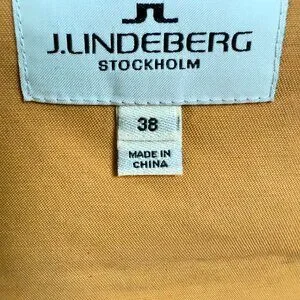 J.LINDEBERG
STOCKHOLM
38
MADE IN
CHINA